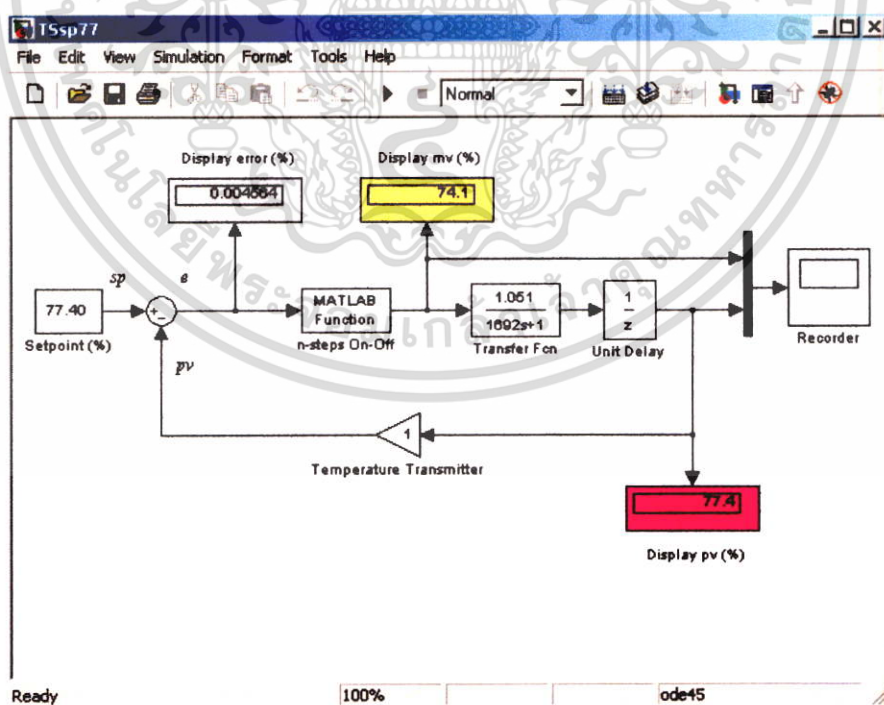 TSsp77
File Edit View Simulation Format Tools Help
Normal
Display error (%)
0.004564
Display mv (%)
74.1
sp
e
77.40
Setpoint (%)
MATLAB
Function
n-steps On-Off
1.051
1692s+1
Transfer Fcn
1
z
Unit Delay
Recorder
pv
1
Temperature Transmitter
77.4
Display pv (%)
Ready 100% ode45